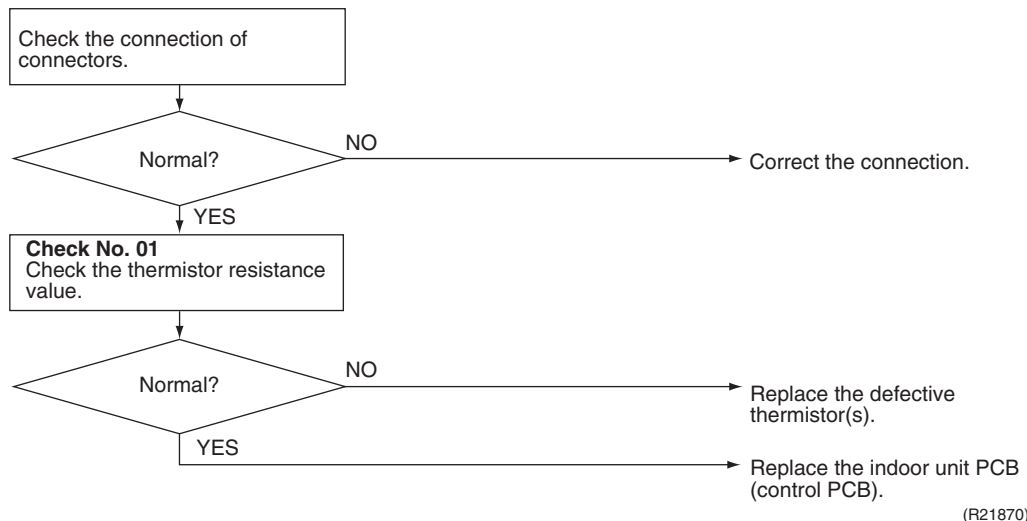 Check the connection of
connectors.
Normal?
NO
Correct the connection.
YES
Check No. 01
Check the thermistor resistance
value.
Normal?
NO
Replace the defective
thermistor(s).
YES
Replace the indoor unit PCB
(control PCB).
(R21870)